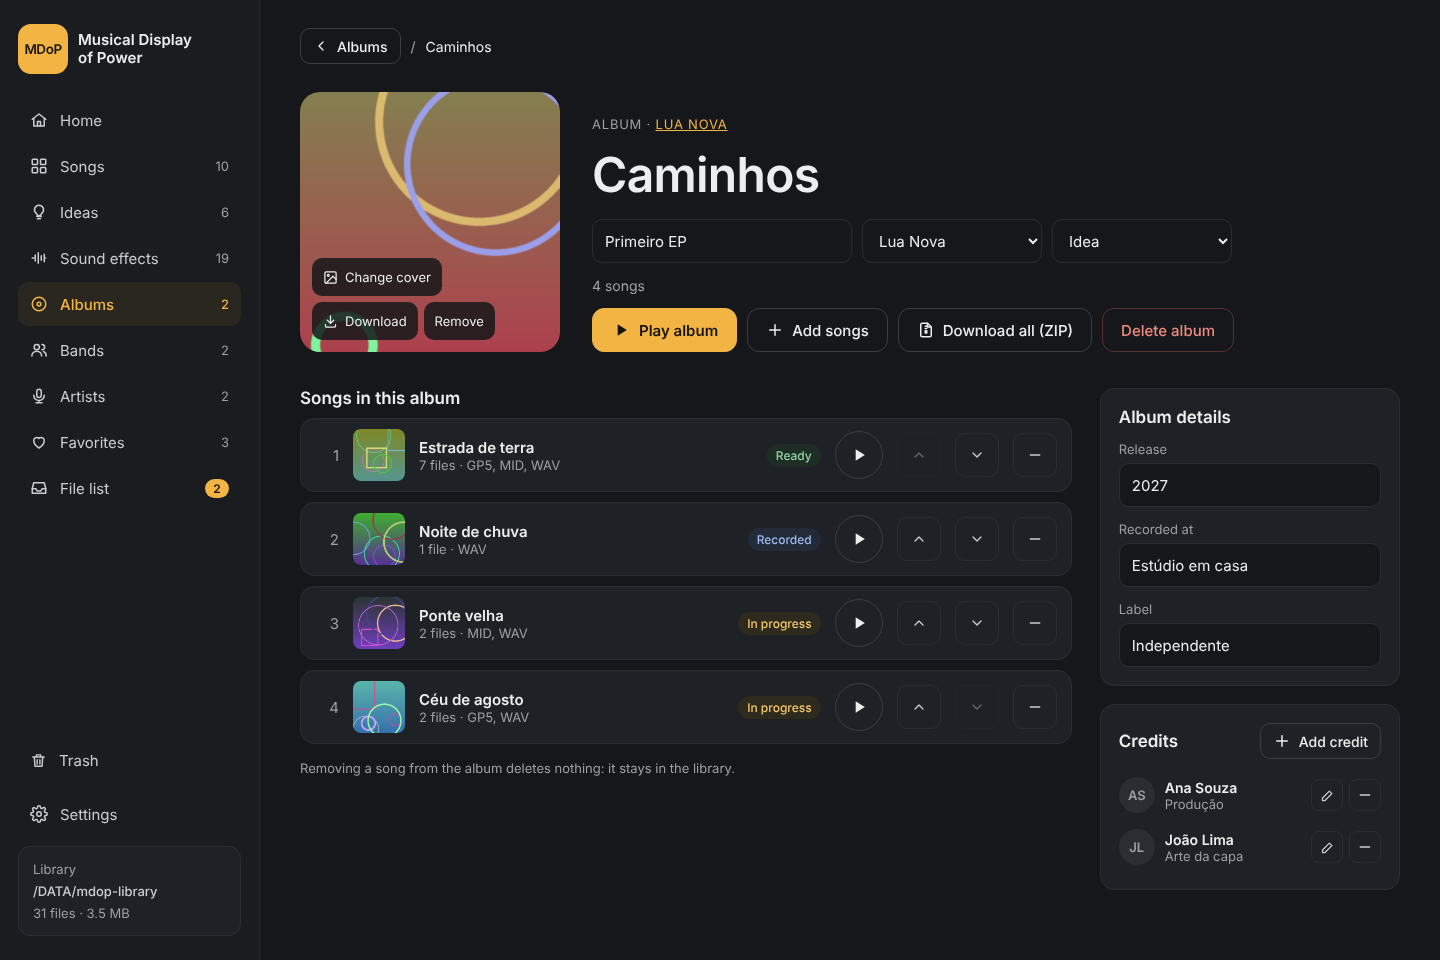 MDoP
Musical Display
of Power
Home
Songs 10
Ideas 6
Sound effects 19
Albums 2
Bands 2
Artists 2
Favorites 3
File list 2
Trash
Settings
Library
/DATA/mdop-library
31 files · 3.5 MB
Albums / Caminhos
Change cover
Download Remove
ALBUM · LUA NOVA
Caminhos
Primeiro EP Lua Nova Idea
4 songs
Play album Add songs Download all (ZIP) Delete album
Songs in this album
1 Estrada de terra Ready
7 files · GP5, MID, WAV
2 Noite de chuva Recorded
1 file · WAV
3 Ponte velha In progress
2 files · MID, WAV
4 Céu de agosto In progress
2 files · GP5, WAV
Removing a song from the album deletes nothing: it stays in the library.
Album details
Release
2027
Recorded at
Estúdio em casa
Label
Independente
Credits Add credit
AS Ana Souza
Produção
JL João Lima
Arte da capa